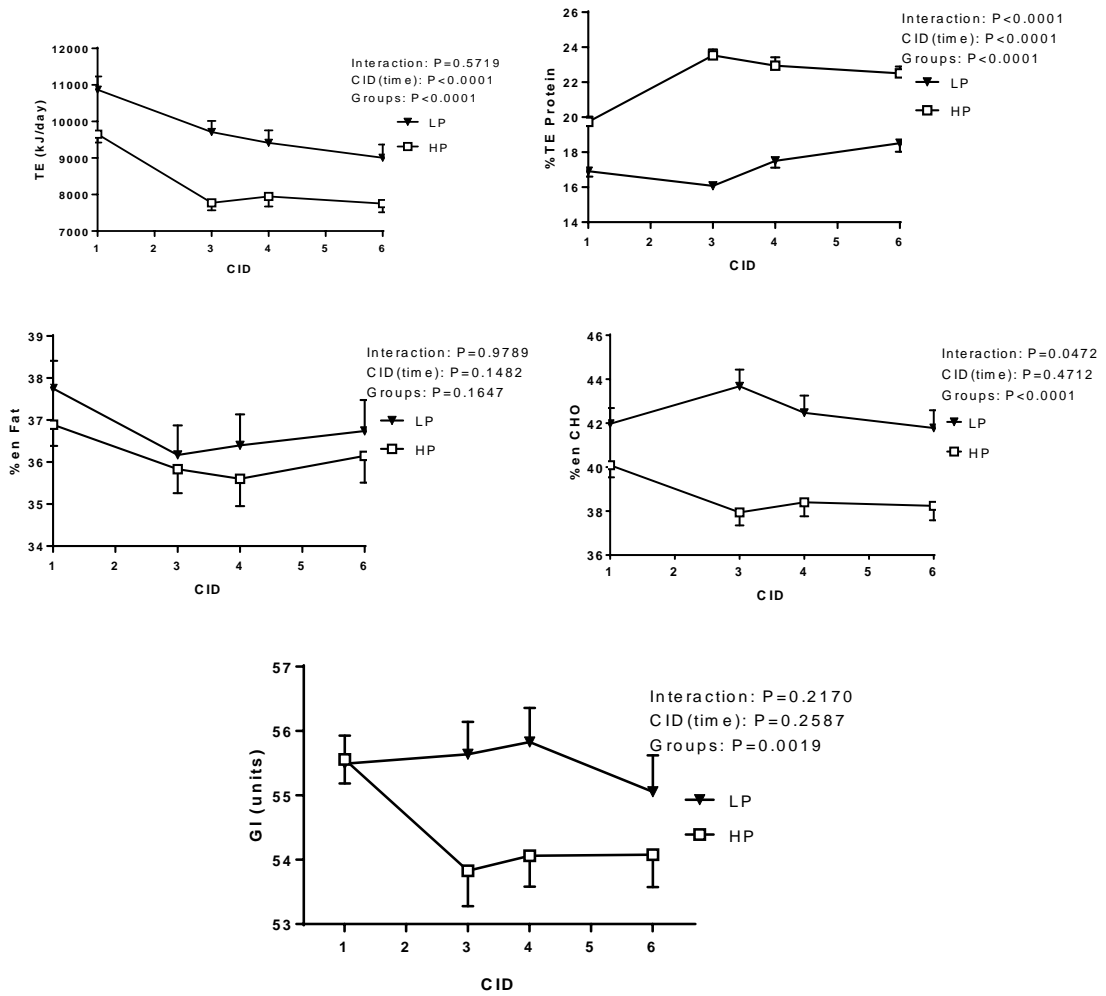 12000
11000
10000
9000
8000
7000
TE (kJ/day)
1 2 3 4 5 6
CID
Interaction: P=0.5719
CID(time): P<0.0001
Groups: P<0.0001
LP
HP
26
24
22
20
18
16
14
%TE Protein
1 2 3 4 5 6
CID
Interaction: P<0.0001
CID(time): P<0.0001
Groups: P<0.0001
LP
HP
39
38
37
36
35
34
%en Fat
1 2 3 4 5 6
CID
Interaction: P=0.9789
CID(time): P=0.1482
Groups: P=0.1647
LP
HP
46
44
42
40
38
36
%en CHO
1 2 3 4 5 6
CID
Interaction: P=0.0472
CID(time): P=0.4712
Groups: P<0.0001
LP
HP
57
56
55
54
53
GI (units)
1 2 3 4 5 6
CID
Interaction: P=0.2170
CID(time): P=0.2587
Groups: P=0.0019
LP
HP